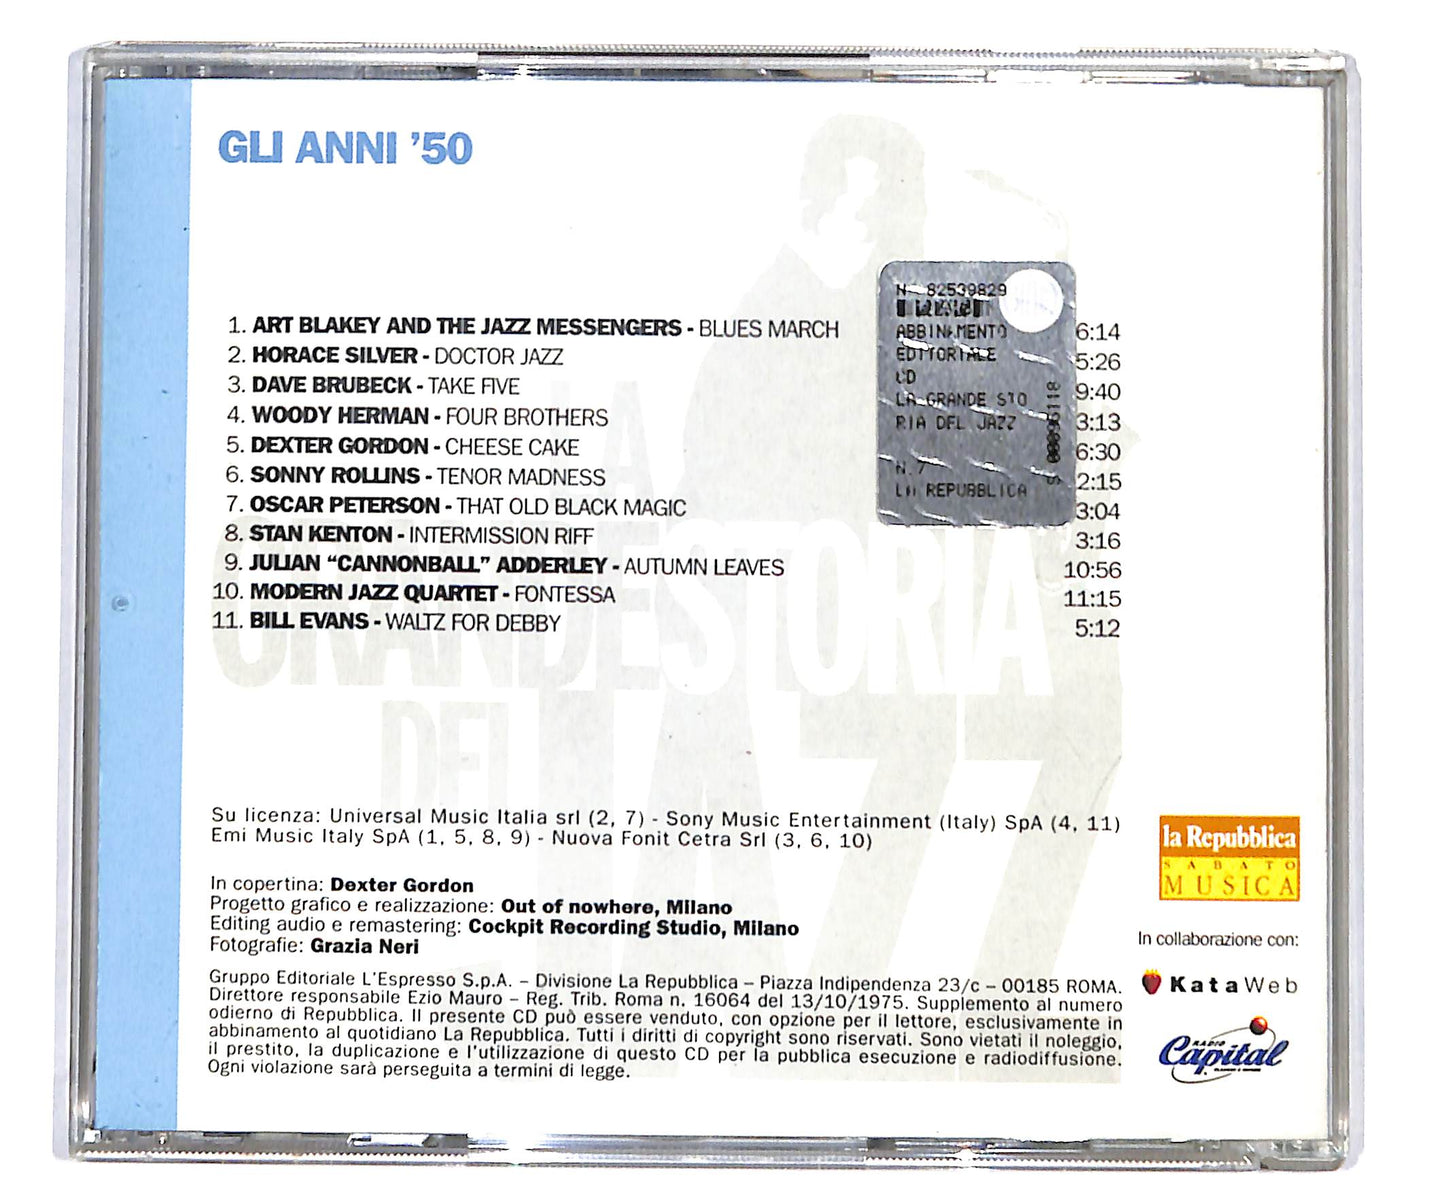 GLI ANNI '50
1. ART BLAKEY AND THE JAZZ MESSENGERS - BLUES MARCH 6:14
2. HORACE SILVER - DOCTOR JAZZ 5:26
3. DAVE BRUBECK - TAKE FIVE 9:40
4. WOODY HERMAN - FOUR BROTHERS 3:13
5. DEXTER GORDON - CHEESE CAKE 6:30
6. SONNY ROLLINS - TENOR MADNESS 2:15
7. OSCAR PETERSON - THAT OLD BLACK MAGIC 3:04
8. STAN KENTON - INTERMISSION RIFF 3:16
9. JULIAN “CANNONBALL” ADDERLEY - AUTUMN LEAVES 10:56
10. MODERN JAZZ QUARTET - FONTESSA 11:15
11. BILL EVANS - WALTZ FOR DEBBY 5:12
N. 82539829
ABBINAMENTO
EDITORIALE
CD
LA GRANDE STO
RIA DEL JAZZ
N.7
LA REPUBBLICA
S 00096118
LA
GRANDE STORIA
DEL
JAZZ
Su licenza: Universal Music Italia srl (2, 7) - Sony Music Entertainment (Italy) SpA (4, 11)
Emi Music Italy SpA (1, 5, 8, 9) - Nuova Fonit Cetra Srl (3, 6, 10)
In copertina: Dexter Gordon
Progetto grafico e realizzazione: Out of nowhere, Milano
Editing audio e remastering: Cockpit Recording Studio, Milano
Fotografie: Grazia Neri
Gruppo Editoriale L'Espresso S.p.A. – Divisione La Repubblica – Piazza Indipendenza 23/c – 00185 ROMA.
Direttore responsabile Ezio Mauro – Reg. Trib. Roma n. 16064 del 13/10/1975. Supplemento al numero
odierno di Repubblica. Il presente CD può essere venduto, con opzione per il lettore, esclusivamente in
abbinamento al quotidiano La Repubblica. Tutti i diritti di copyright sono riservati. Sono vietati il noleggio,
il prestito, la duplicazione e l'utilizzazione di questo CD per la pubblica esecuzione e radiodiffusione.
Ogni violazione sarà perseguita a termini di legge.
la Repubblica
SABATO
MUSICA
In collaborazione con:
KataWeb
RADIO
Capital